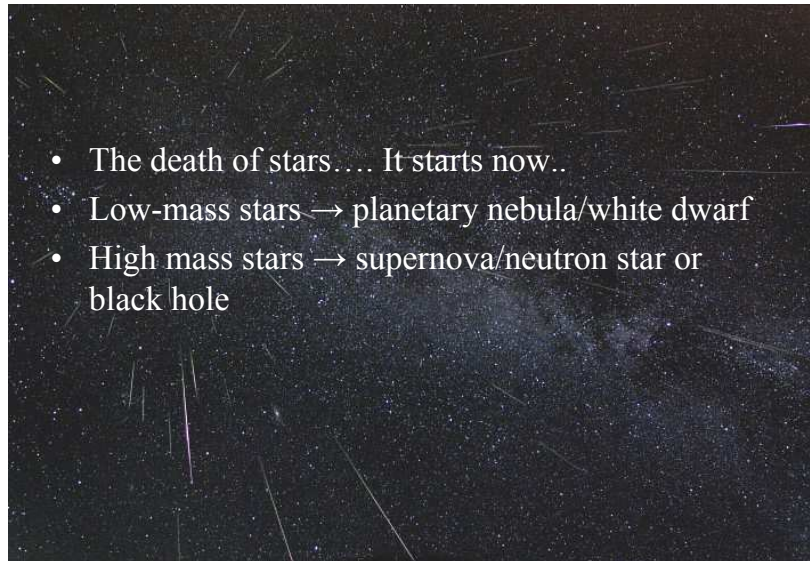 • The death of stars…. It starts now..
• Low-mass stars → planetary nebula/white dwarf
• High mass stars → supernova/neutron star or
black hole